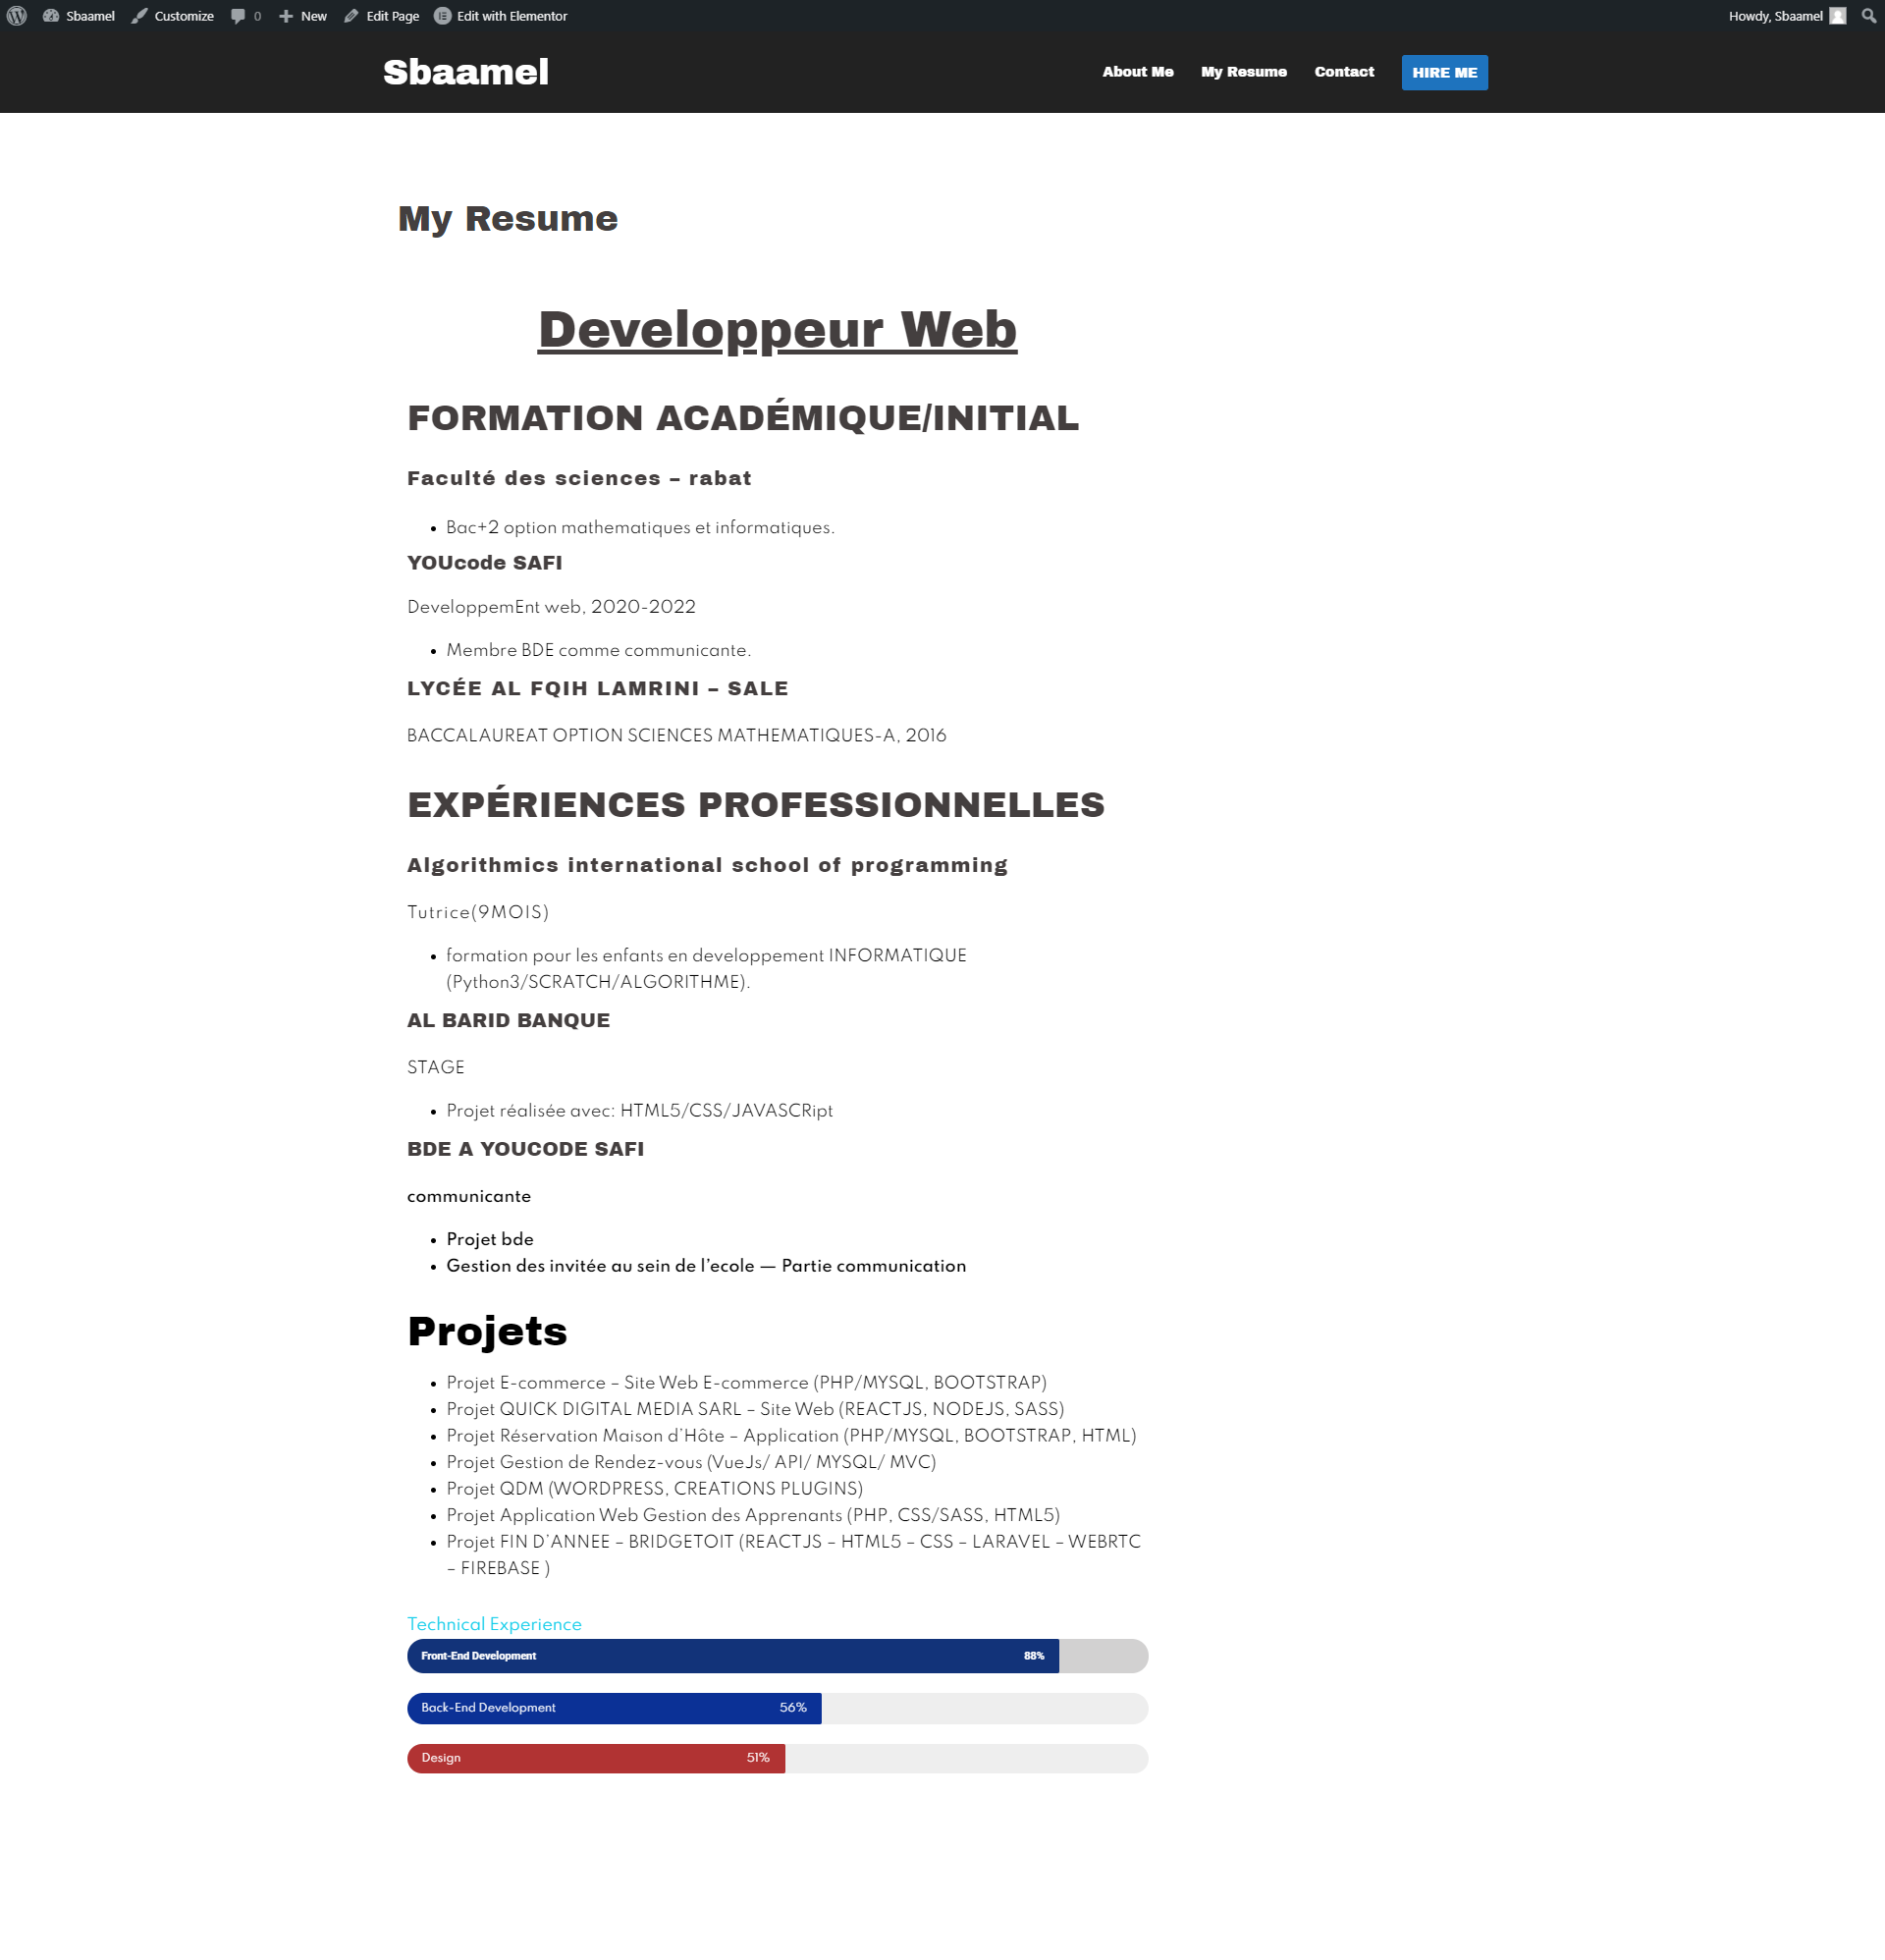 Sbaamel Customize 0 New Edit Page Edit with Elementor Howdy, Sbaamel
Sbaamel About Me My Resume Contact HIRE ME
My Resume
Developpeur Web
FORMATION ACADÉMIQUE/INITIAL
Faculté des sciences – rabat
• Bac+2 option mathematiques et informatiques.
YOUcode SAFI
DeveloppemEnt web, 2020-2022
• Membre BDE comme communicante.
LYCÉE AL FQIH LAMRINI – SALE
BACCALAUREAT OPTION SCIENCES MATHEMATIQUES-A, 2016
EXPÉRIENCES PROFESSIONNELLES
Algorithmics international school of programming
Tutrice(9MOIS)
• formation pour les enfants en developpement INFORMATIQUE
(Python3/SCRATCH/ALGORITHME).
AL BARID BANQUE
STAGE
• Projet réalisée avec: HTML5/CSS/JAVASCRipt
BDE A YOUCODE SAFI
communicante
• Projet bde
• Gestion des invitée au sein de l’ecole — Partie communication
Projets
• Projet E-commerce – Site Web E-commerce (PHP/MYSQL, BOOTSTRAP)
• Projet QUICK DIGITAL MEDIA SARL – Site Web (REACTJS, NODEJS, SASS)
• Projet Réservation Maison d’Hôte – Application (PHP/MYSQL, BOOTSTRAP, HTML)
• Projet Gestion de Rendez-vous (VueJs/ API/ MYSQL/ MVC)
• Projet QDM (WORDPRESS, CREATIONS PLUGINS)
• Projet Application Web Gestion des Apprenants (PHP, CSS/SASS, HTML5)
• Projet FIN D’ANNEE – BRIDGETOIT (REACTJS – HTML5 – CSS – LARAVEL – WEBRTC
– FIREBASE )
Technical Experience
Front-End Development 88%
Back-End Development 56%
Design 51%